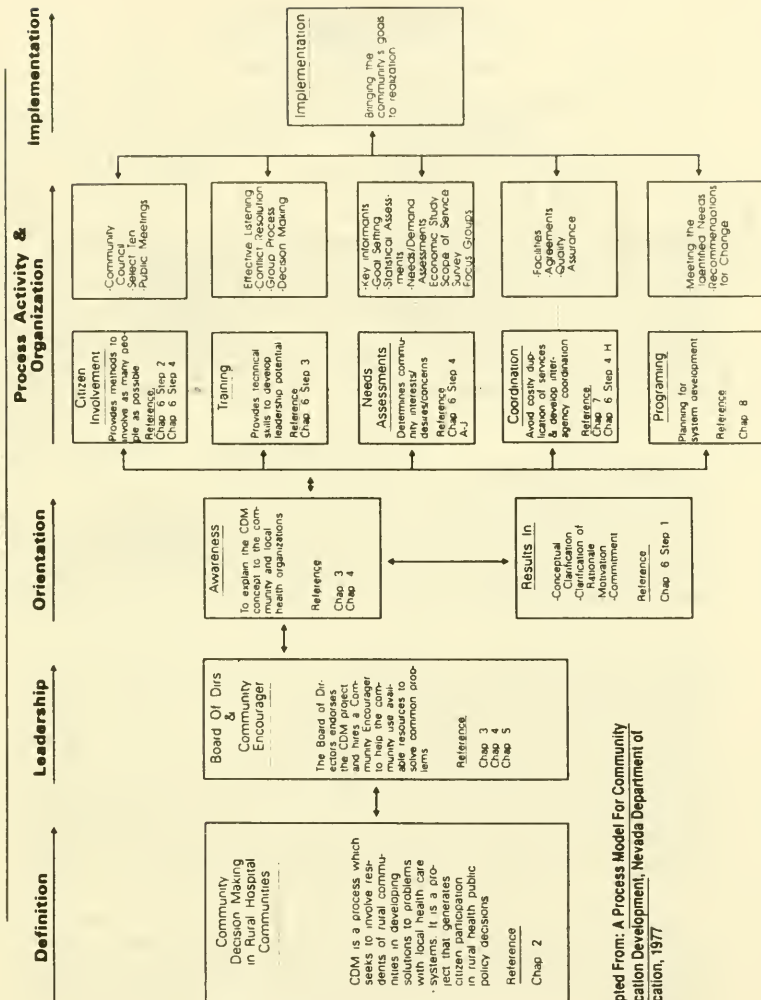 Definition
Leadership
Orientation
Process Activity &
Organization
Implementation
Community
Decision Making
in Rural Hospital
Communities
CDM is a process which
seeks to involve resi-
dents of rural commu-
nities in developing
solutions to problems
with local health care
systems. It is a pro-
ject that generates
citizen participation
in rural health public
policy decisions
Reference
Chap 2
Board Of Dirs
&
Community
Encourager
The Board of Dir-
ectors endorses
the CDM project
and hires a Com-
munity Encourager
to help the com-
munity use avail-
able resources to
solve common prob-
lems
Reference
Chap 3
Chap 4
Chap 5
Awareness
To explain the CDM
concept to the com-
munity and local
health organizations
Reference
Chap 3
Chap 4
Results In
-Conceptual
Clarification
-Clarification of
Rationale
-Motivation
-Commitment
Reference
Chap 6 Step 1
Citizen
Involvement
Provides methods to
involve as many peo-
ple as possible
Reference
Chap 6 Step 2
Chap 6 Step 4
·Community
Council
·Select Ten
·Public Meetings
Training
Provides technical
skills to develop
leadership potential
Reference
Chap 6 Step 3
Effective Listening
·Conflict Resolution
·Group Process
·Decision Making
Needs
Assessments
Determines commu-
nity interests/
desires/concerns
Reference
Chap 6 Step 4
A-J
·Key informants
·Goal Setting
·Statistical Assess-
ments
·Needs/Demand
Assessments
Economic Study
Scope of Service
Survey
Focus Groups
Coordination
Avoid costly dup-
lication of services
& develop inter-
agency coordination
Reference
Chap 7
Chap 6 Step 4 H
·Facilities
·Agreements
·Quality
Assurance
Programing
Planning for
system development
Reference
Chap 8
·Meeting the
Identified Needs
·Recommendations
for Change
Implementation
Bringing the
community s goals
to realization
pted From: A Process Model For Community
cation Development, Nevada Department of
cation, 1977